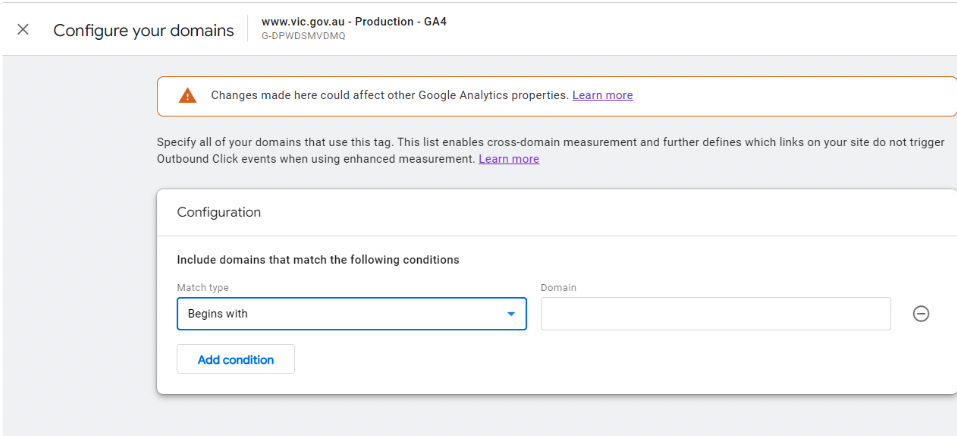 Configure your domains
www.vic.gov.au - Production - GA4
G-DPWDSMVDMQ
Changes made here could affect other Google Analytics properties. Learn more
Specify all of your domains that use this tag. This list enables cross-domain measurement and further defines which links on your site do not trigger
Outbound Click events when using enhanced measurement. Learn more
Configuration
Include domains that match the following conditions
Match type
Domain
Begins with
Add condition